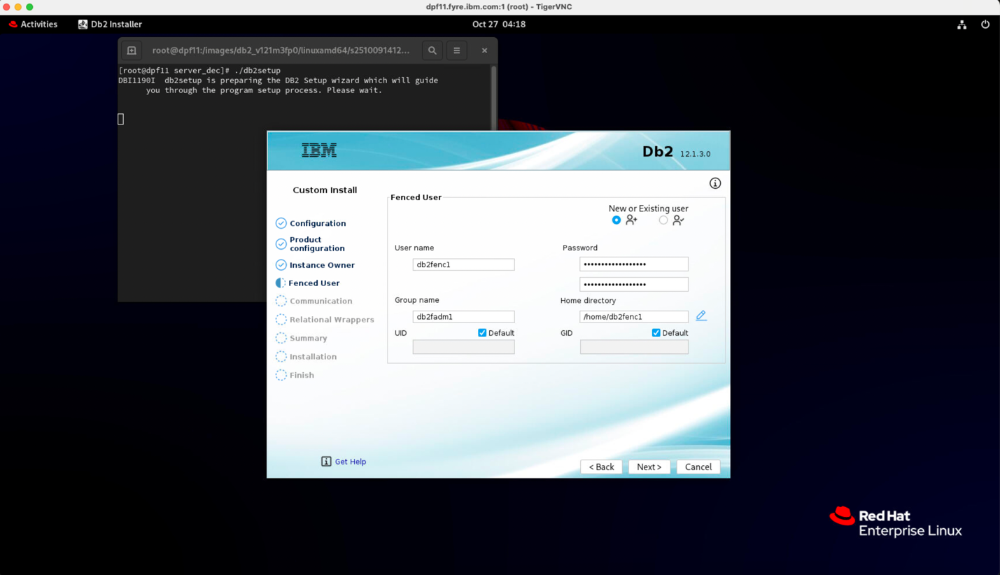 dpf11.fyre.ibm.com:1 (root) - TigerVNC
Activities
Db2 Installer
Oct 27 04:18
root@dpf11:/images/db2_v121m3fp0/linuxamd64/s2510091412...
[root@dpf11 server_dec]# ./db2setup
DBI1190I  db2setup is preparing the DB2 Setup wizard which will guide
you through the program setup process. Please wait.
IBM
Db2 12.1.3.0
Custom Install
Configuration
Product
configuration
Instance Owner
Fenced User
Communication
Relational Wrappers
Summary
Installation
Finish
Fenced User
New or Existing user
User name
db2fenc1
Password
••••••••••••••••••
••••••••••••••••••
Group name
db2fadm1
Home directory
/home/db2fenc1
UID
Default
GID
Default
Get Help
< Back
Next >
Cancel
Red Hat
Enterprise Linux